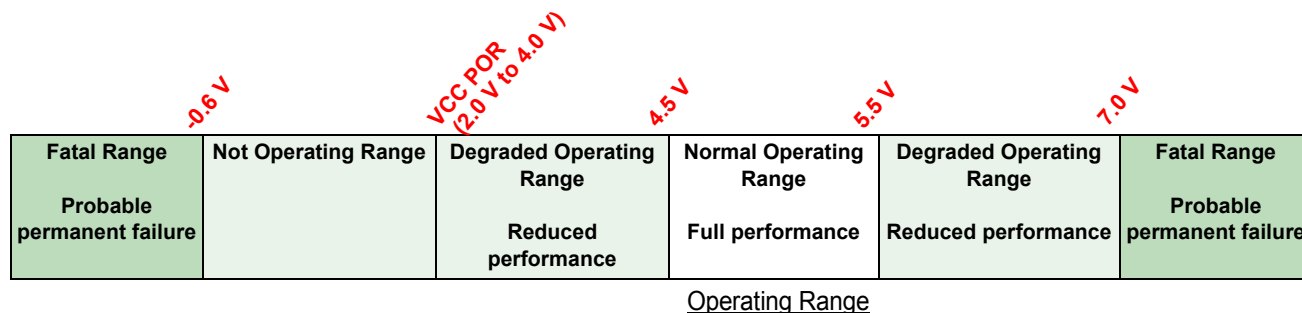 -0.6 V
VCC POR
(2.0 V to 4.0 V)
4.5 V
5.5 V
7.0 V
Fatal Range
Probable
permanent failure
Not Operating Range
Degraded Operating
Range
Reduced
performance
Normal Operating
Range
Full performance
Degraded Operating
Range
Reduced performance
Fatal Range
Probable
permanent failure
Operating Range